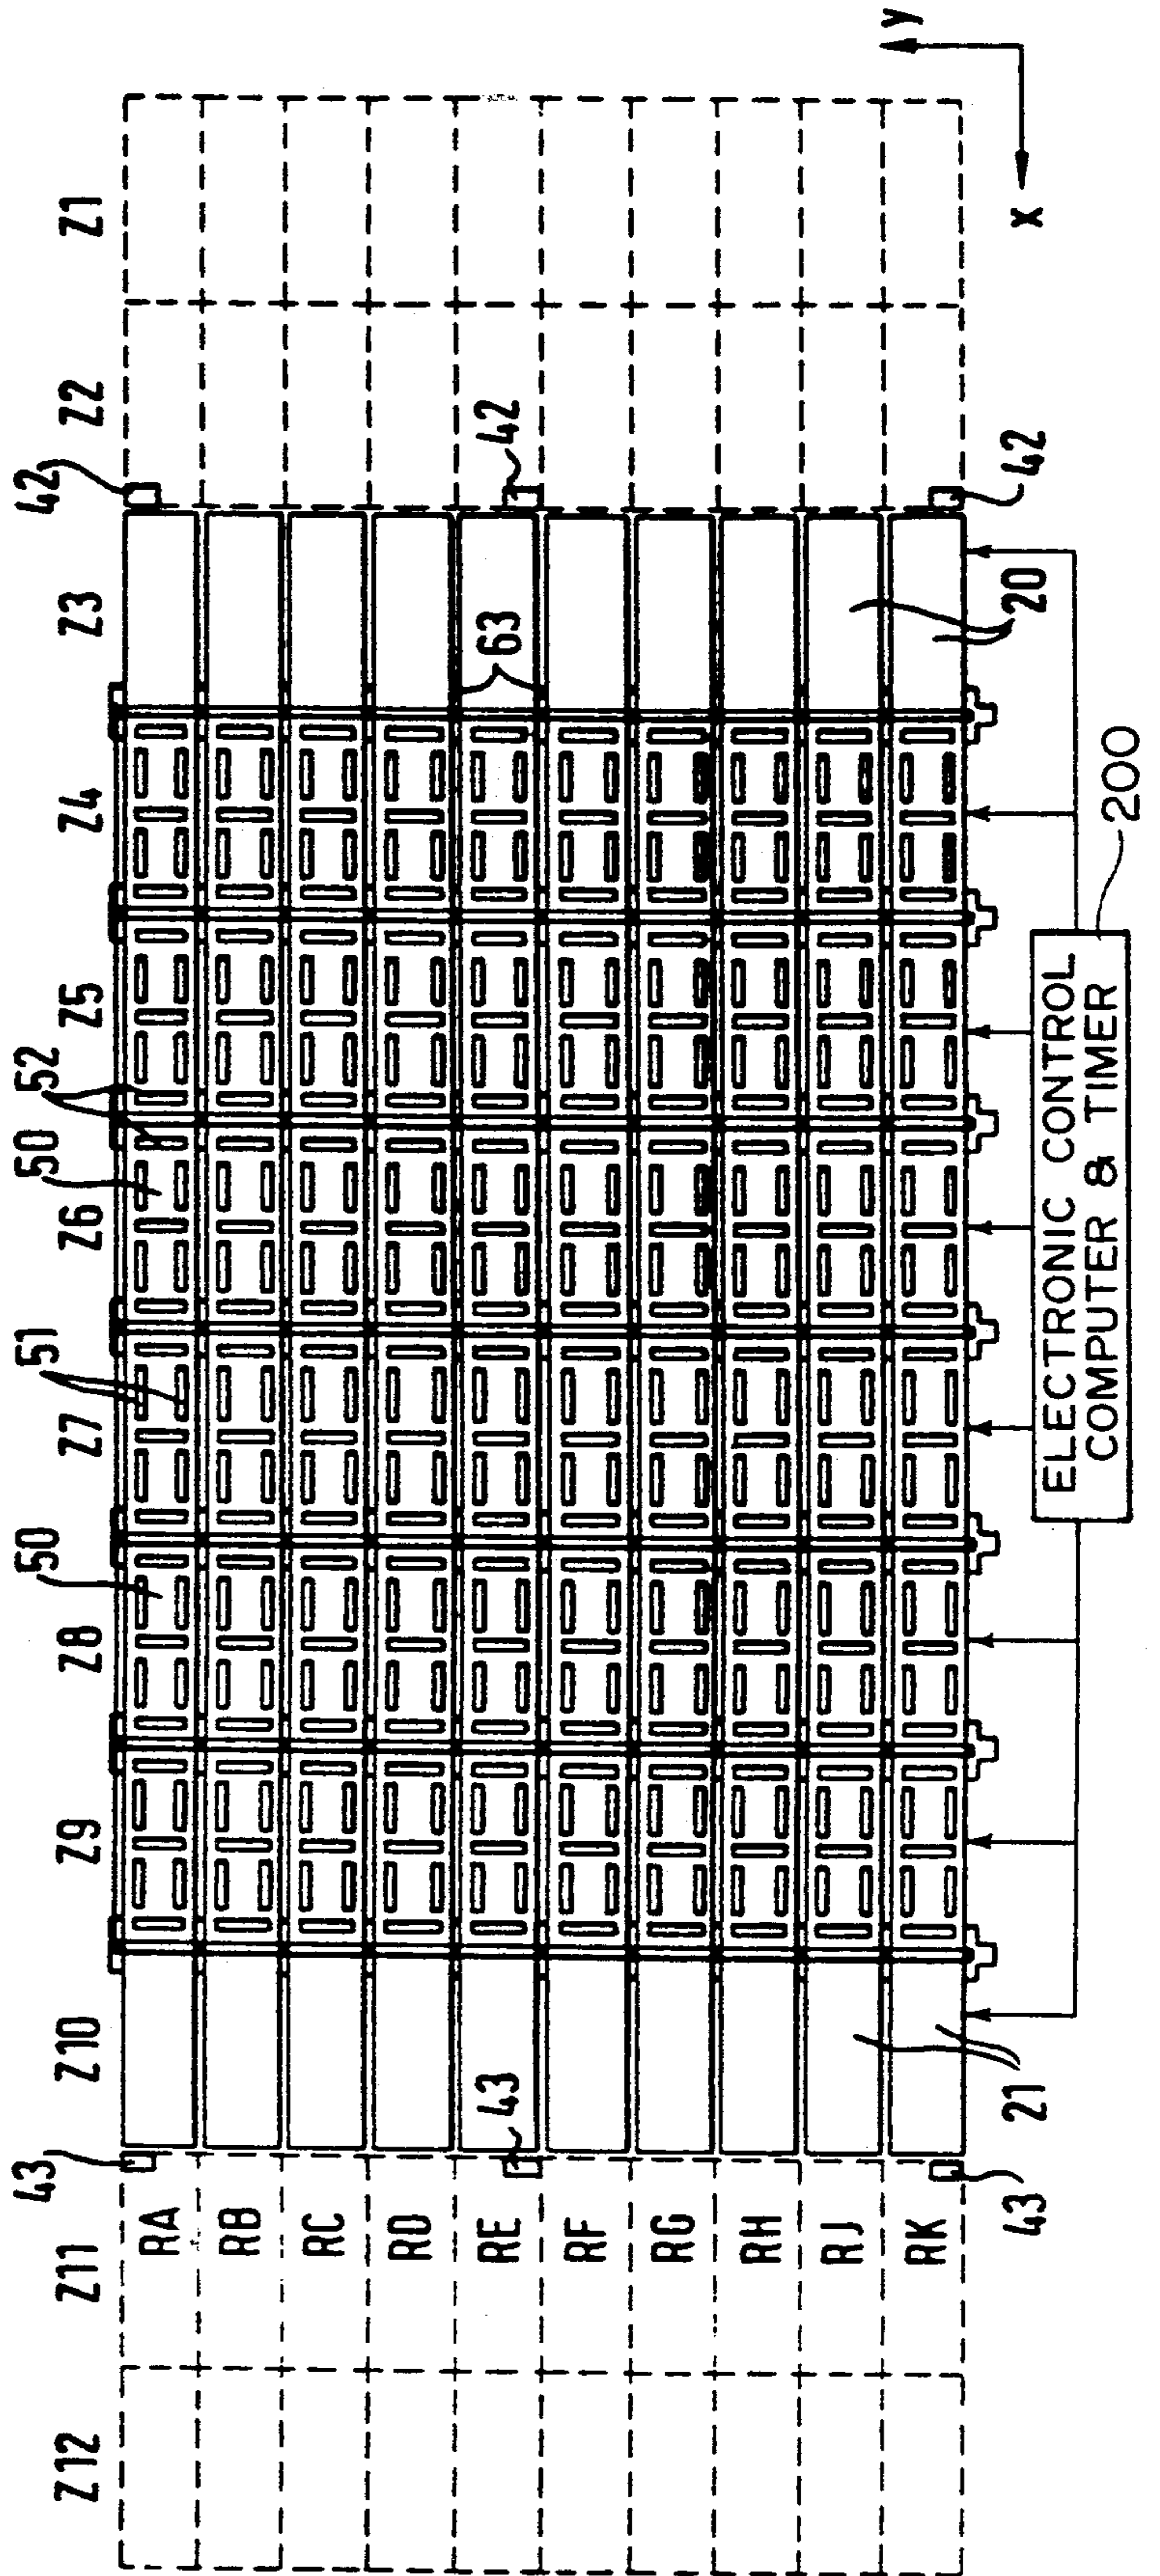 Z12
Z11
Z10
Z9
Z8
Z7
Z6
Z5
Z4
Z3
Z2
Z1
43
50
51
50
52
42
RA
RB
RC
RD
RE
RF
RG
RH
RJ
RK
43
63
42
43
21
20
42
ELECTRONIC CONTROL
COMPUTER & TIMER
200
x
y